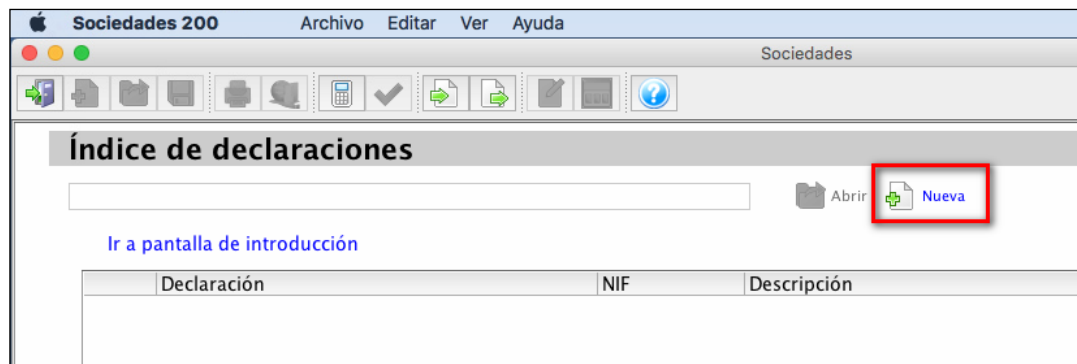 Sociedades 200 Archivo Editar Ver Ayuda
Sociedades
Índice de declaraciones
Abrir Nueva
Ir a pantalla de introducción
Declaración NIF Descripción